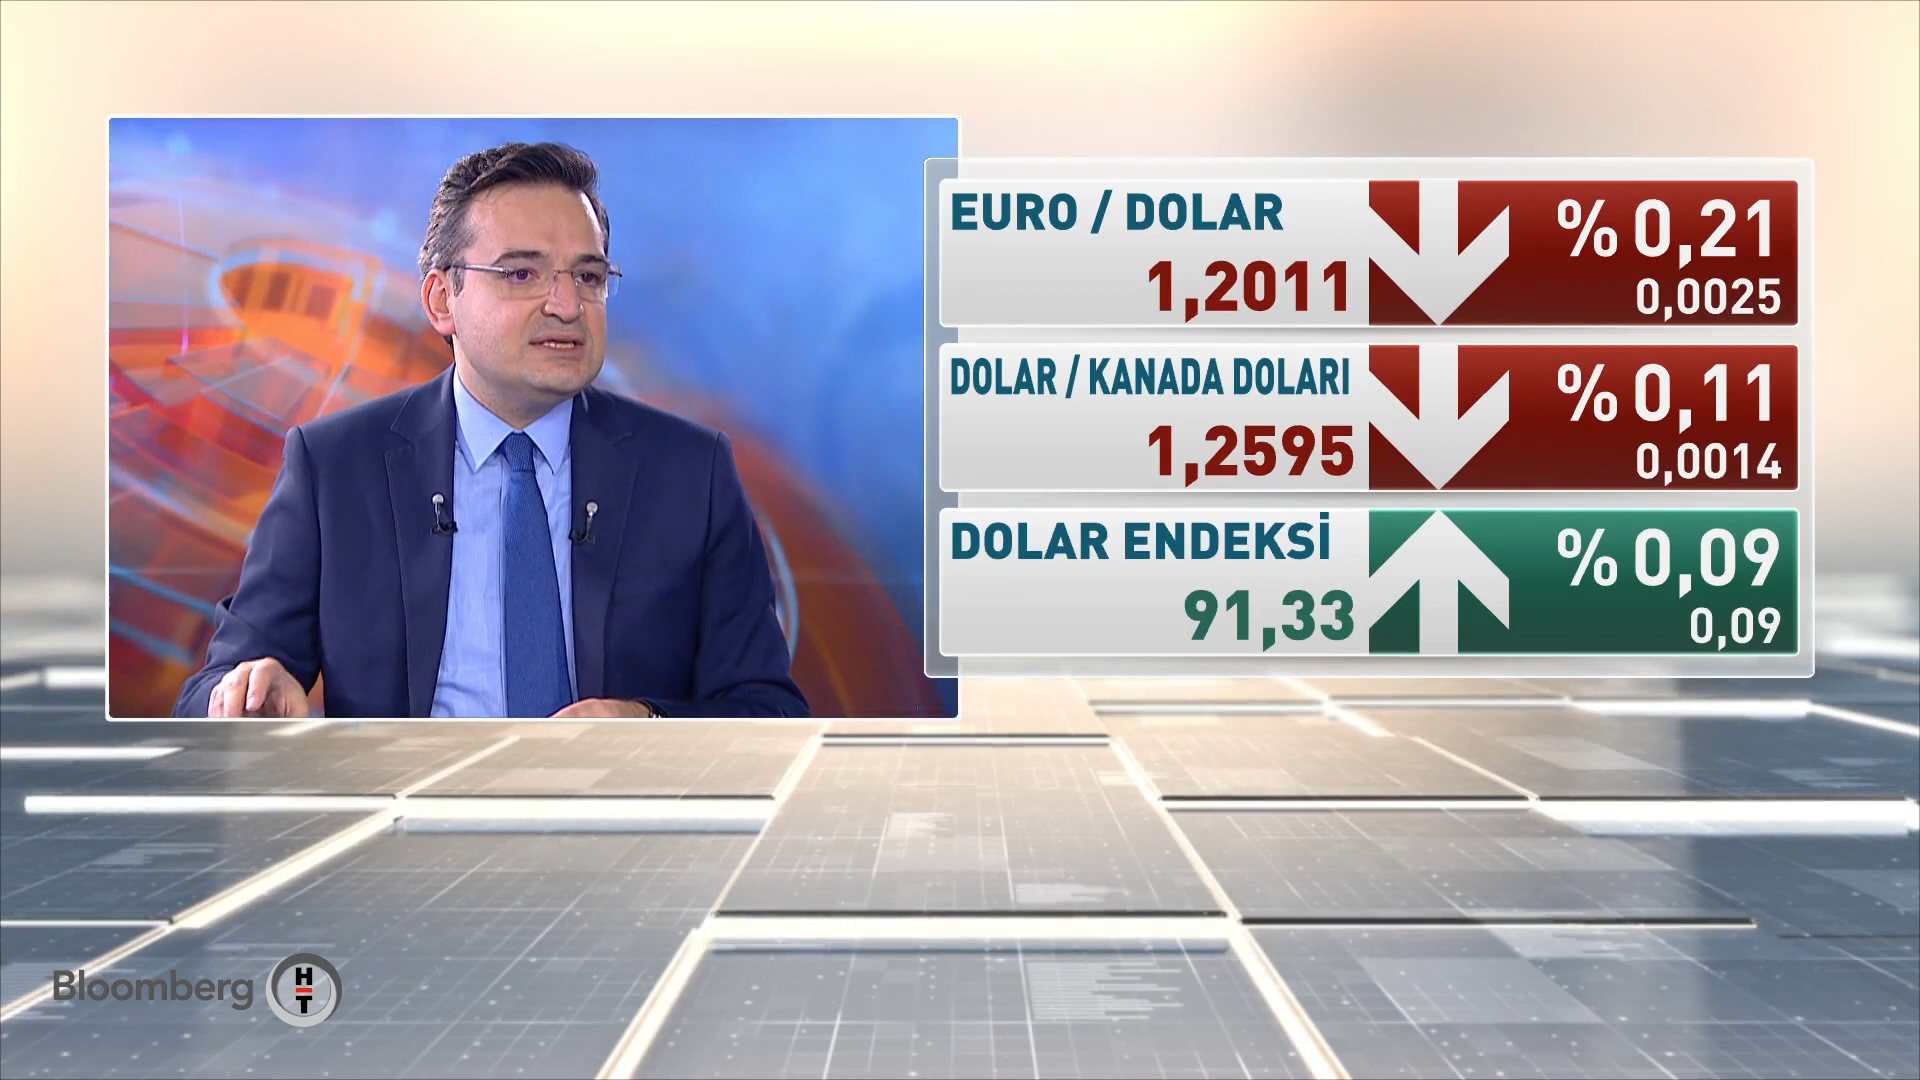 EURO / DOLAR
1,2011
% 0,21
0,0025
DOLAR / KANADA DOLARI
1,2595
% 0,11
0,0014
DOLAR ENDEKSİ
91,33
% 0,09
0,09
Bloomberg HT